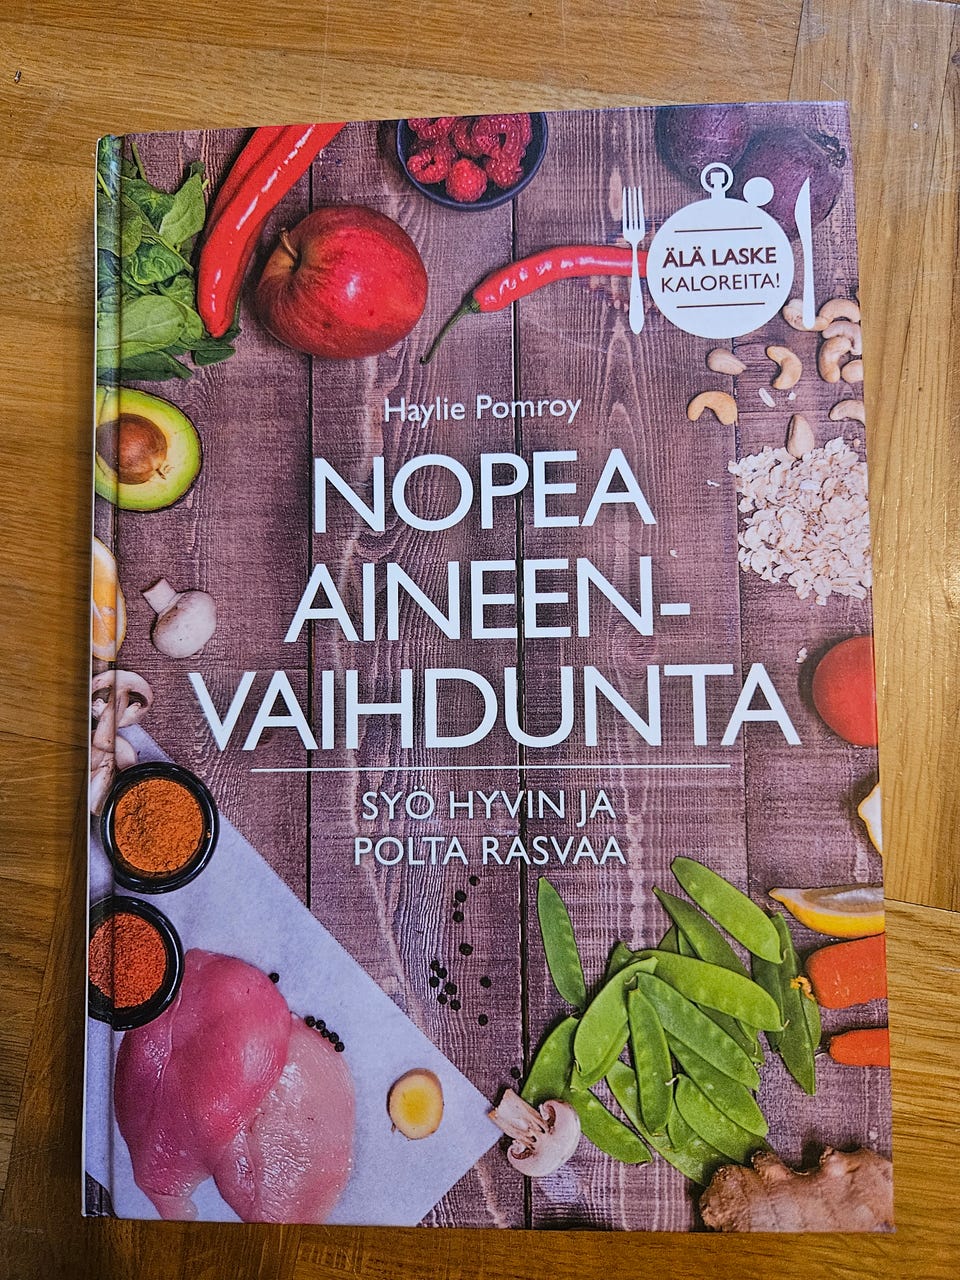 ÄLÄ LASKE
KALOREITA!
Haylie Pomroy
NOPEA
AINEEN-
VAIHDUNTA
SYÖ HYVIN JA
POLTA RASVAA